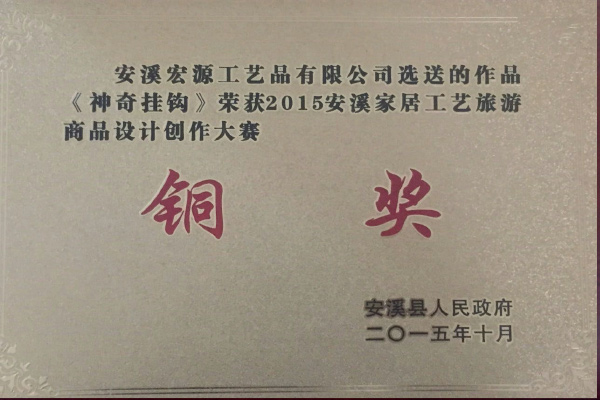 安溪宏源工艺品有限公司选送的作品
《神奇挂钩》荣获2015安溪家居工艺旅游
商品设计创作大赛
铜 奖
安溪县人民政府
二〇一五年十月